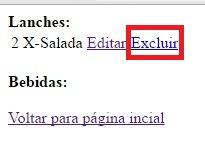 Lanches:
2 X-Salada Editar Excluir
Bebidas:
Voltar para página incial